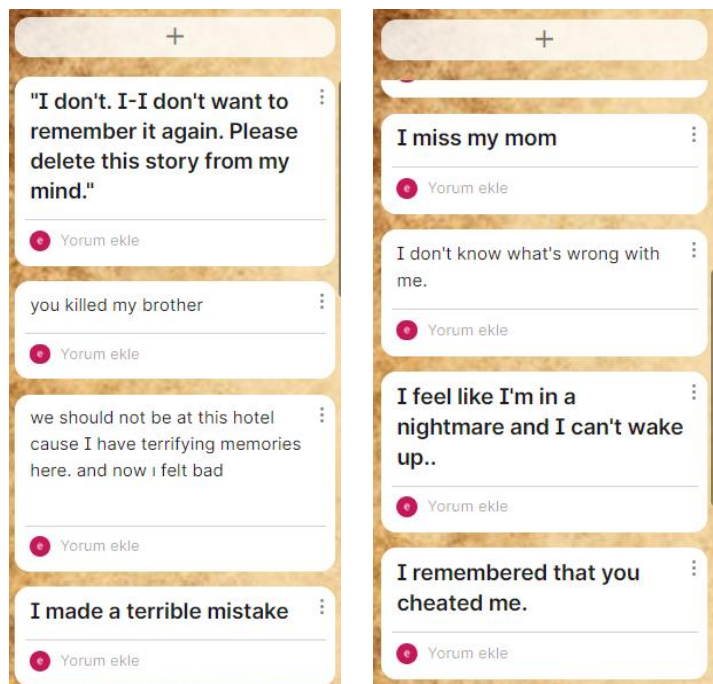 +
"I don't. I-I don't want to
remember it again. Please
delete this story from my
mind."
e Yorum ekle
you killed my brother
e Yorum ekle
we should not be at this hotel
cause I have terrifying memories
here. and now ı felt bad
e Yorum ekle
I made a terrible mistake
e Yorum ekle
+
I miss my mom
e Yorum ekle
I don't know what's wrong with
me.
e Yorum ekle
I feel like I'm in a
nightmare and I can't wake
up..
e Yorum ekle
I remembered that you
cheated me.
e Yorum ekle